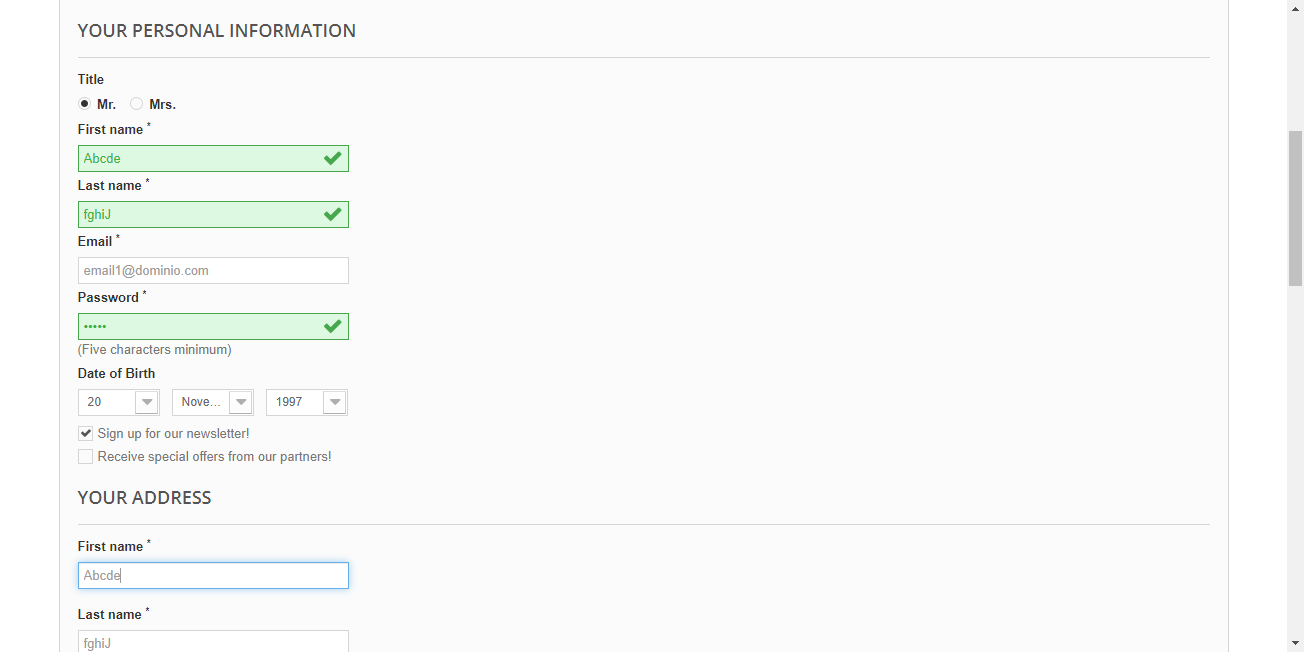 YOUR PERSONAL INFORMATION
Title
Mr. Mrs.
First name *
Abcde
Last name *
fghiJ
Email *
email1@dominio.com
Password *
•••••
(Five characters minimum)
Date of Birth
20 Nove... 1997
Sign up for our newsletter!
Receive special offers from our partners!
YOUR ADDRESS
First name *
Abcde
Last name *
fghiJ